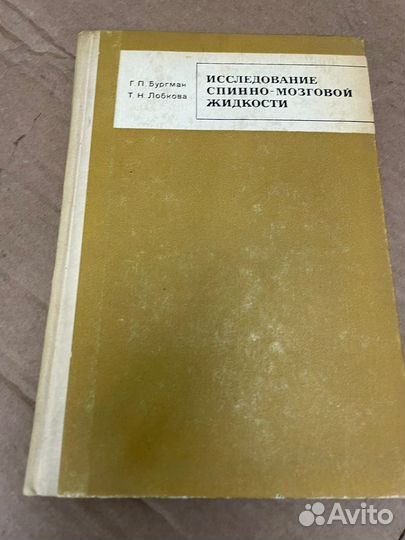 Г. П. Бургман
Т. Н. Лобкова
ИССЛЕДОВАНИЕ
СПИННО-МОЗГОВОЙ
ЖИДКОСТИ
Avito